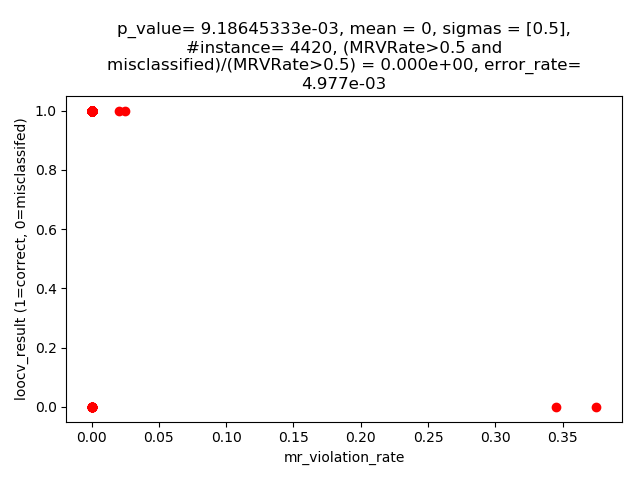 p_value= 9.18645333e-03, mean = 0, sigmas = [0.5],
#instance= 4420, (MRVRate>0.5 and
misclassified)/(MRVRate>0.5) = 0.000e+00, error_rate=
4.977e-03
1.0
0.8
0.6
0.4
0.2
0.0
loocv_result (1=correct, 0=misclassifed)
0.00 0.05 0.10 0.15 0.20 0.25 0.30 0.35
mr_violation_rate